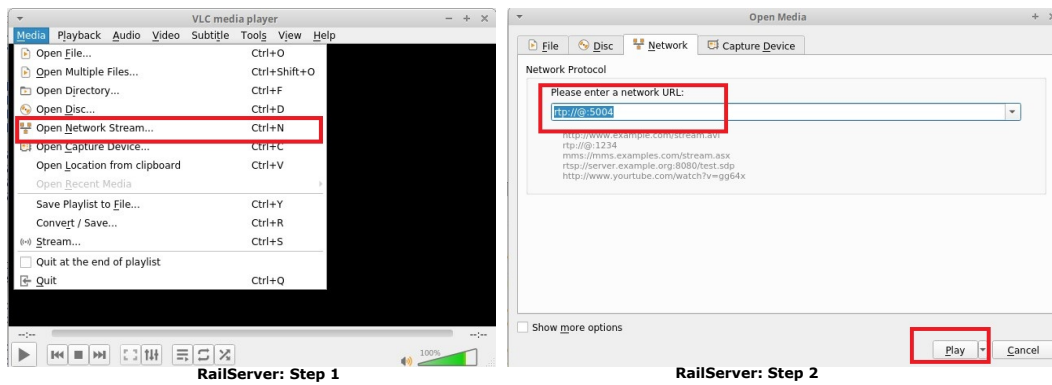 VLC media player
Media Playback Audio Video Subtitle Tools View Help
Open File... Ctrl+O
Open Multiple Files... Ctrl+Shift+O
Open Directory... Ctrl+F
Open Disc... Ctrl+D
Open Network Stream... Ctrl+N
Open Capture Device... Ctrl+C
Open Location from clipboard Ctrl+V
Open Recent Media
Save Playlist to File... Ctrl+Y
Convert / Save... Ctrl+R
Stream... Ctrl+S
Quit at the end of playlist
Quit Ctrl+Q
--:-- --:--
100%
RailServer: Step 1
Open Media
File Disc Network Capture Device
Network Protocol
Please enter a network URL:
rtp://@:5004
http://www.example.com/stream.avi
rtp://@:1234
mms://mms.examples.com/stream.asx
rtsp://server.example.org:8080/test.sdp
http://www.yourtube.com/watch?v=gg64x
Show more options
Play Cancel
RailServer: Step 2